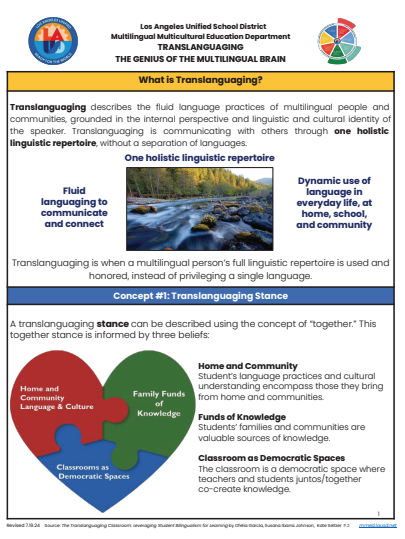 Los Angeles Unified School District
Multilingual Multicultural Education Department
TRANSLANGUAGING
THE GENIUS OF THE MULTILINGUAL BRAIN
What is Translanguaging?
Translanguaging describes the fluid language practices of multilingual people and
communities, grounded in the internal perspective and linguistic and cultural identity of
the speaker. Translanguaging is communicating with others through one holistic
linguistic repertoire, without a separation of languages.
One holistic linguistic repertoire
Fluid
languaging to
communicate
and connect
Dynamic use of
language in
everyday life, at
home, school,
and community
Translanguaging is when a multilingual person's full linguistic repertoire is used and
honored, instead of privileging a single language.
Concept #1: Translanguaging Stance
A translanguaging stance can be described using the concept of “together.” This
together stance is informed by three beliefs:
Home and
Community
Language & Culture
Family Funds
of
Knowledge
Classrooms as
Democratic Spaces
Home and Community
Student's language practices and cultural
understanding encompass those they bring
from home and communities.
Funds of Knowledge
Students' families and communities are
valuable sources of knowledge.
Classroom as Democratic Spaces
The classroom is a democratic space where
teachers and students juntos/together
co-create knowledge.
1
Revised 7.19.24 Source: The Translanguaging Classroom: Leveraging Student Bilingualism for Learning by Ofelia García, Susana Ibarra Johnson, Kate Seltzer P.2